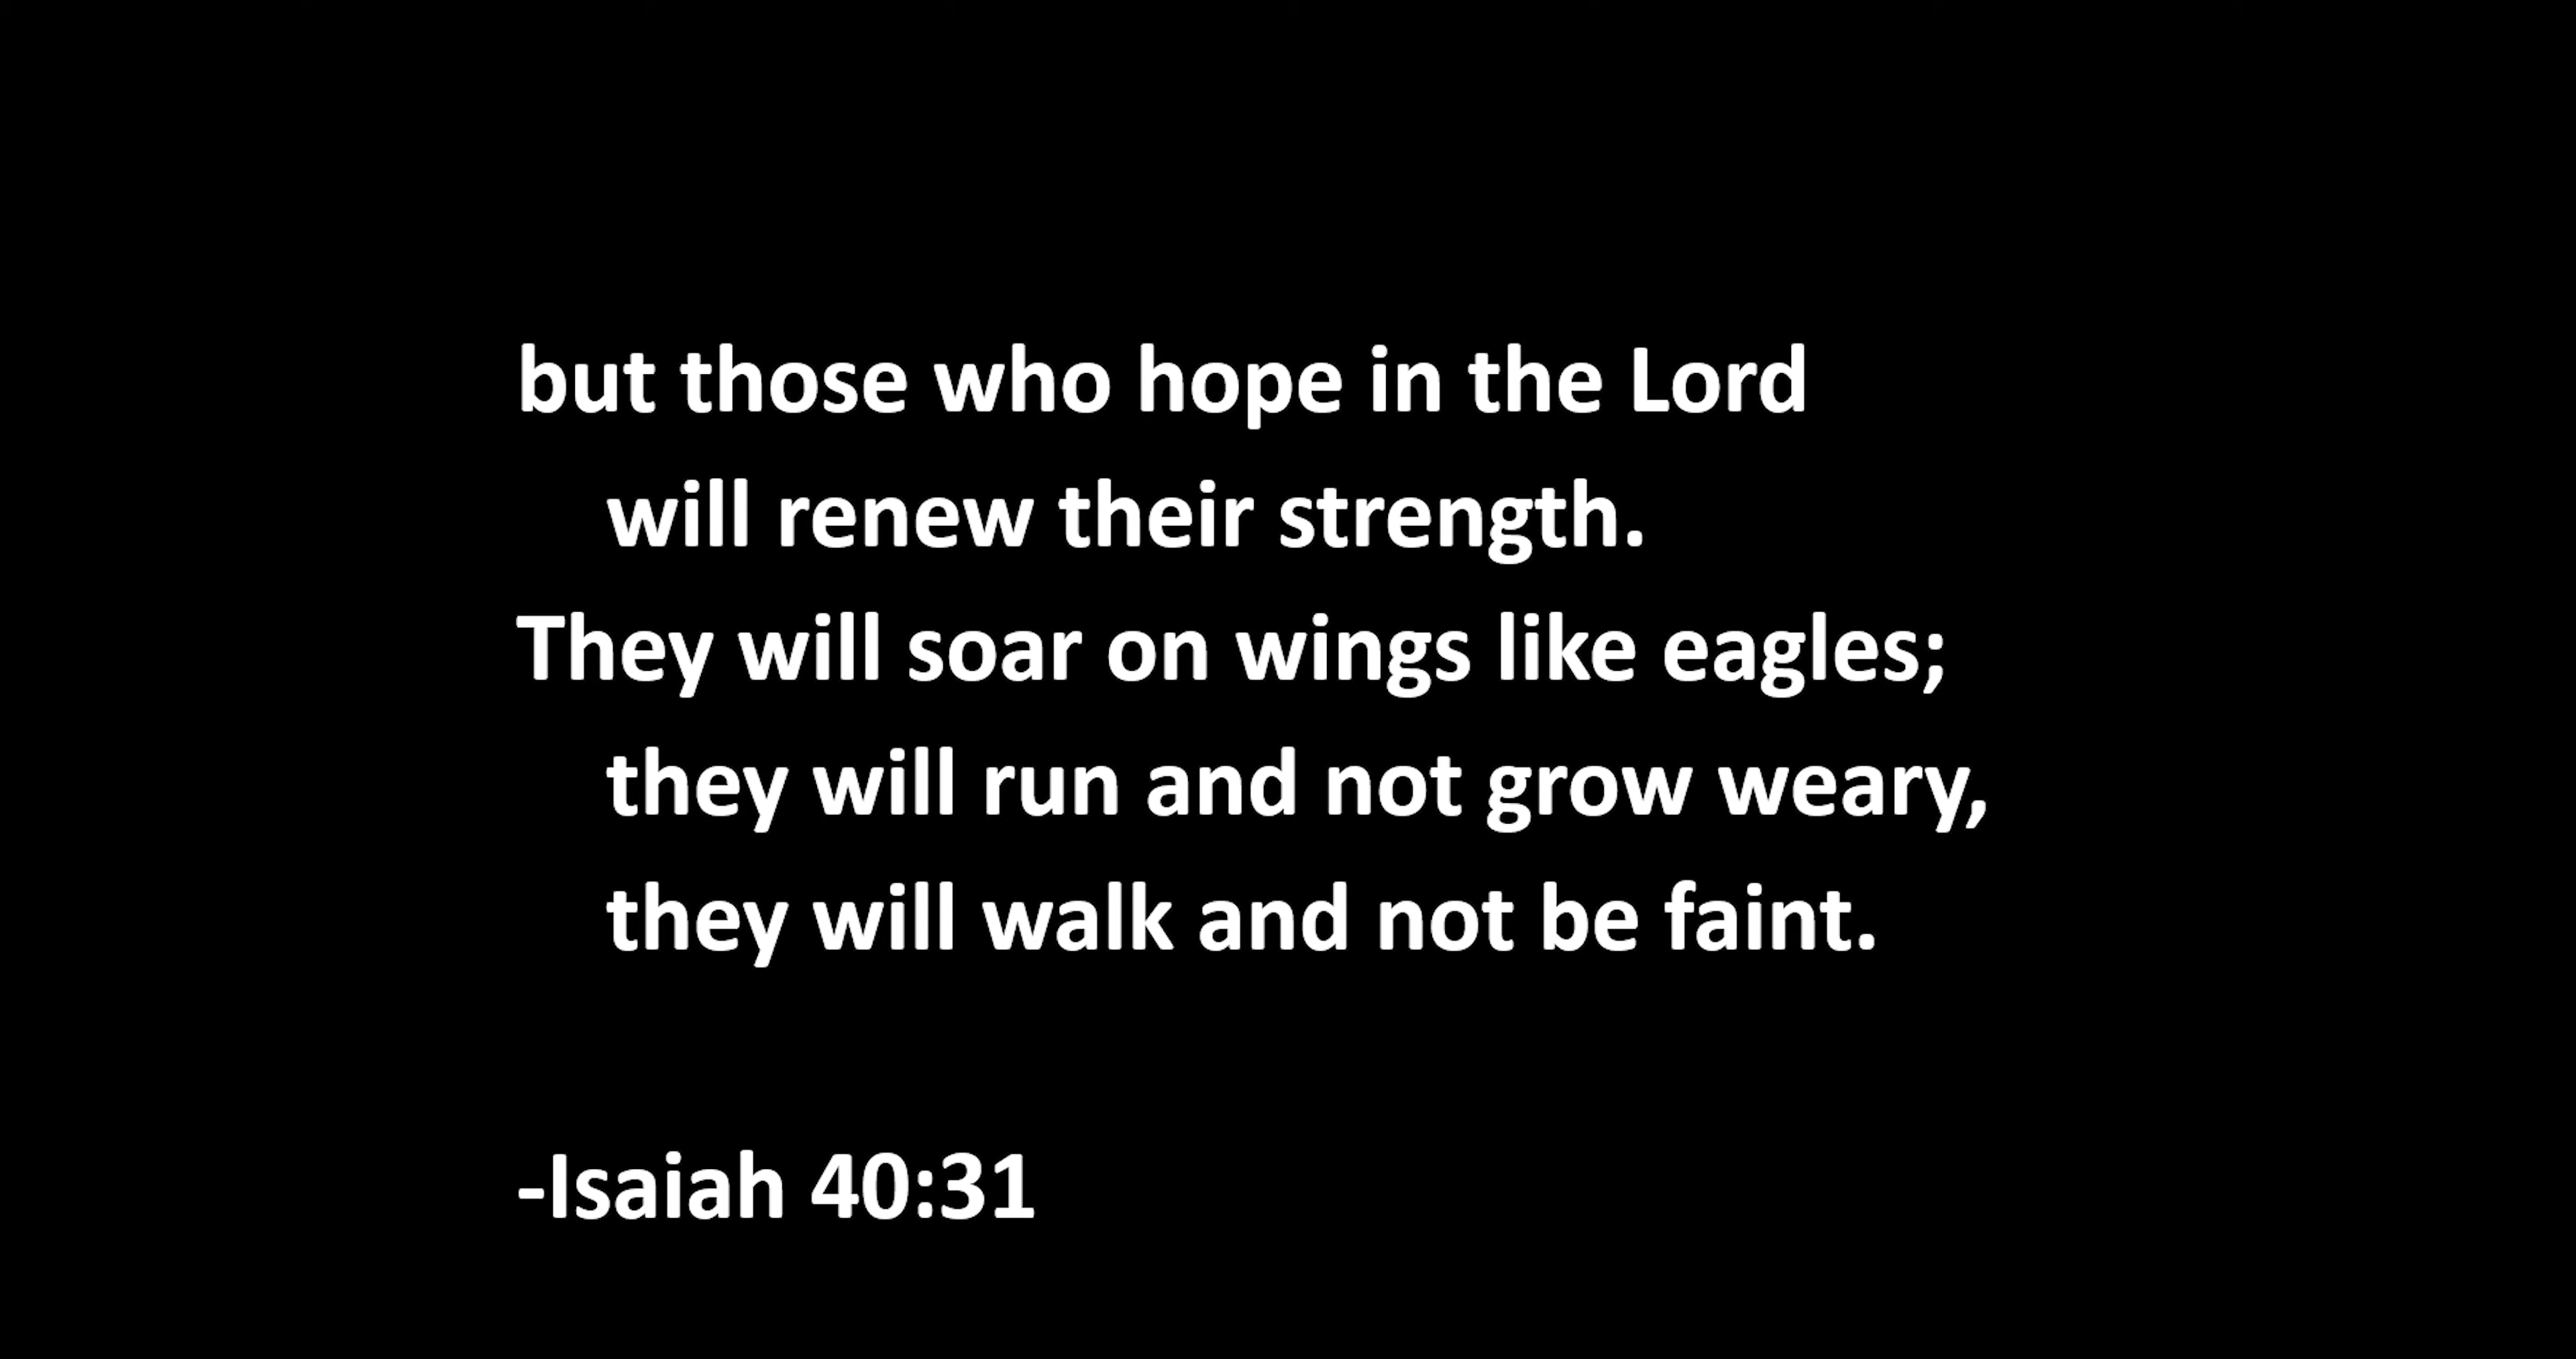 but those who hope in the Lord
will renew their strength.
They will soar on wings like eagles;
they will run and not grow weary,
they will walk and not be faint.
-Isaiah 40:31